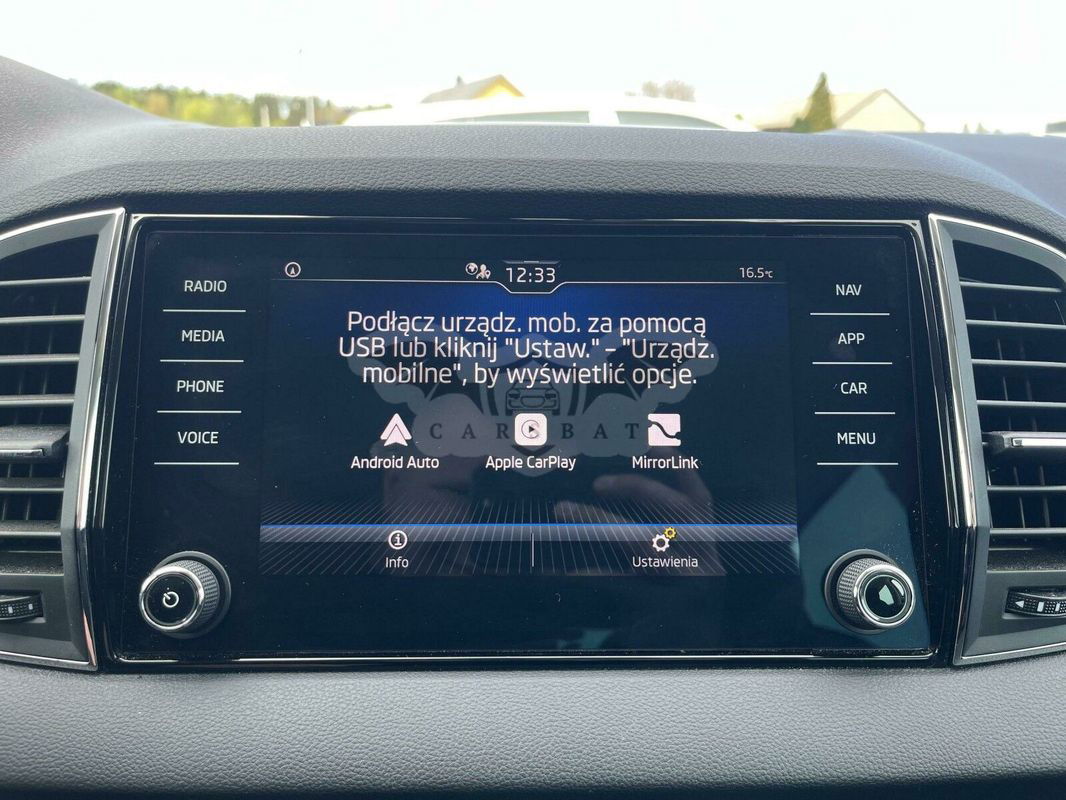 12:33
16.5°C
RADIO
MEDIA
PHONE
VOICE
Podłącz urządz. mob. za pomocą
USB lub kliknij "Ustaw." - "Urządz.
mobilne", by wyświetlić opcje.
CARSBAT
Android Auto
Apple CarPlay
MirrorLink
Info
Ustawienia
NAV
APP
CAR
MENU